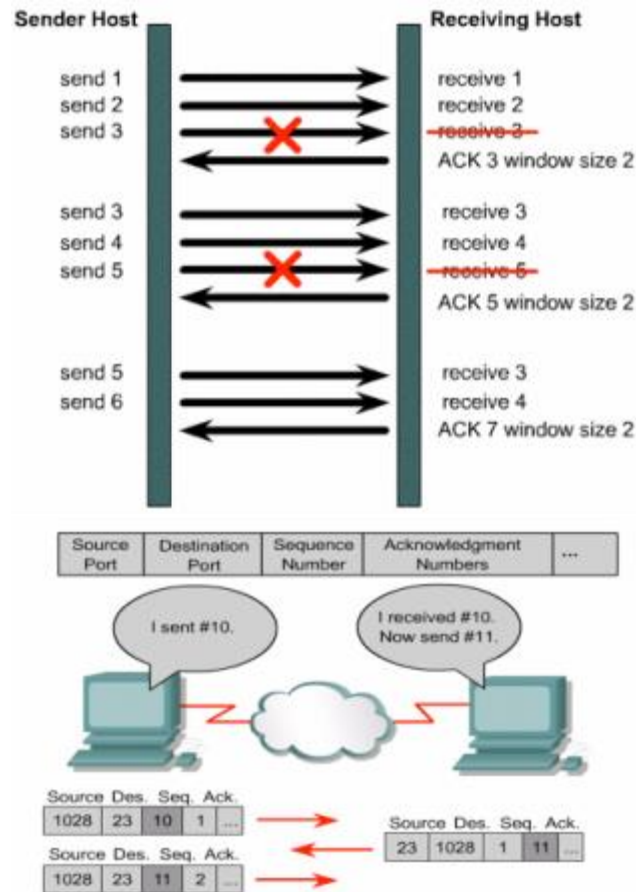 Sender Host Receiving Host
send 1 receive 1
send 2 receive 2
send 3 receive 3
ACK 3 window size 2
send 3 receive 3
send 4 receive 4
send 5 receive 5
ACK 5 window size 2
send 5 receive 3
send 6 receive 4
ACK 7 window size 2
Source Port Destination Port Sequence Number Acknowledgment Numbers ...
I sent #10.
I received #10.
Now send #11.
Source Des. Seq. Ack.
1028 23 10 1 ...
Source Des. Seq. Ack.
23 1028 1 11 ...
Source Des. Seq. Ack.
1028 23 11 2 ...